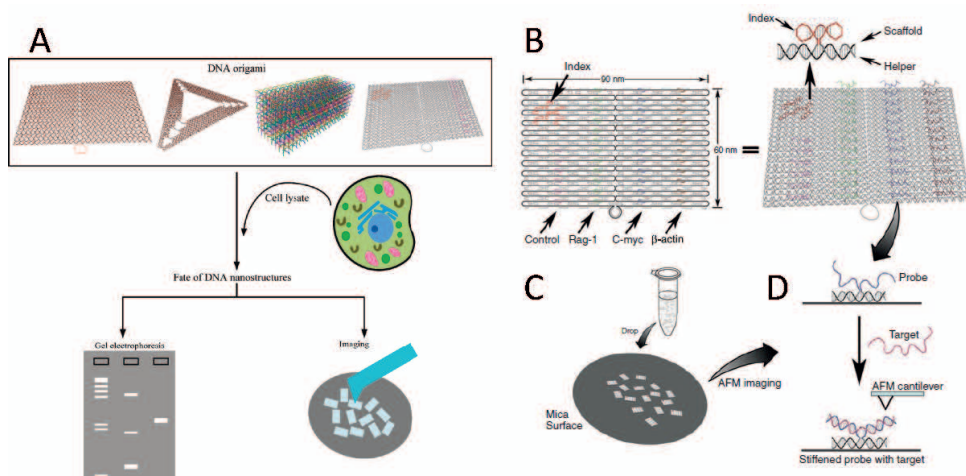 A
DNA origami
Cell lysate
Fate of DNA nanostructures
Gel electrophoresis
Imaging
B
Index
90 nm
60 nm
Control
Rag-1
C-myc
β-actin
Index
Scaffold
Helper
C
Drop
Mica
Surface
AFM imaging
D
Probe
Target
AFM cantilever
Stiffened probe with target